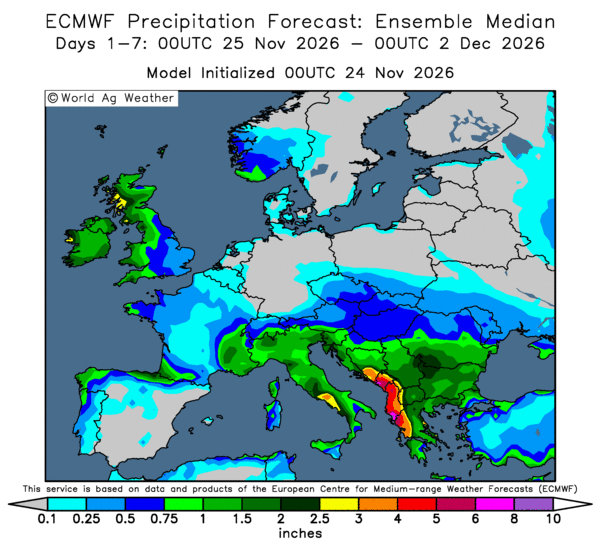 ECMWF Precipitation Forecast: Ensemble Median
Days 1-7: 00UTC 25 Nov 2026 - 00UTC 2 Dec 2026
Model Initialized 00UTC 24 Nov 2026
©World Ag Weather
This service is based on data and products of the European Centre for Medium-range Weather Forecasts (ECMWF)
0.1 0.25 0.5 0.75 1 1.5 2 2.5 3 4 5 6 8 10
inches